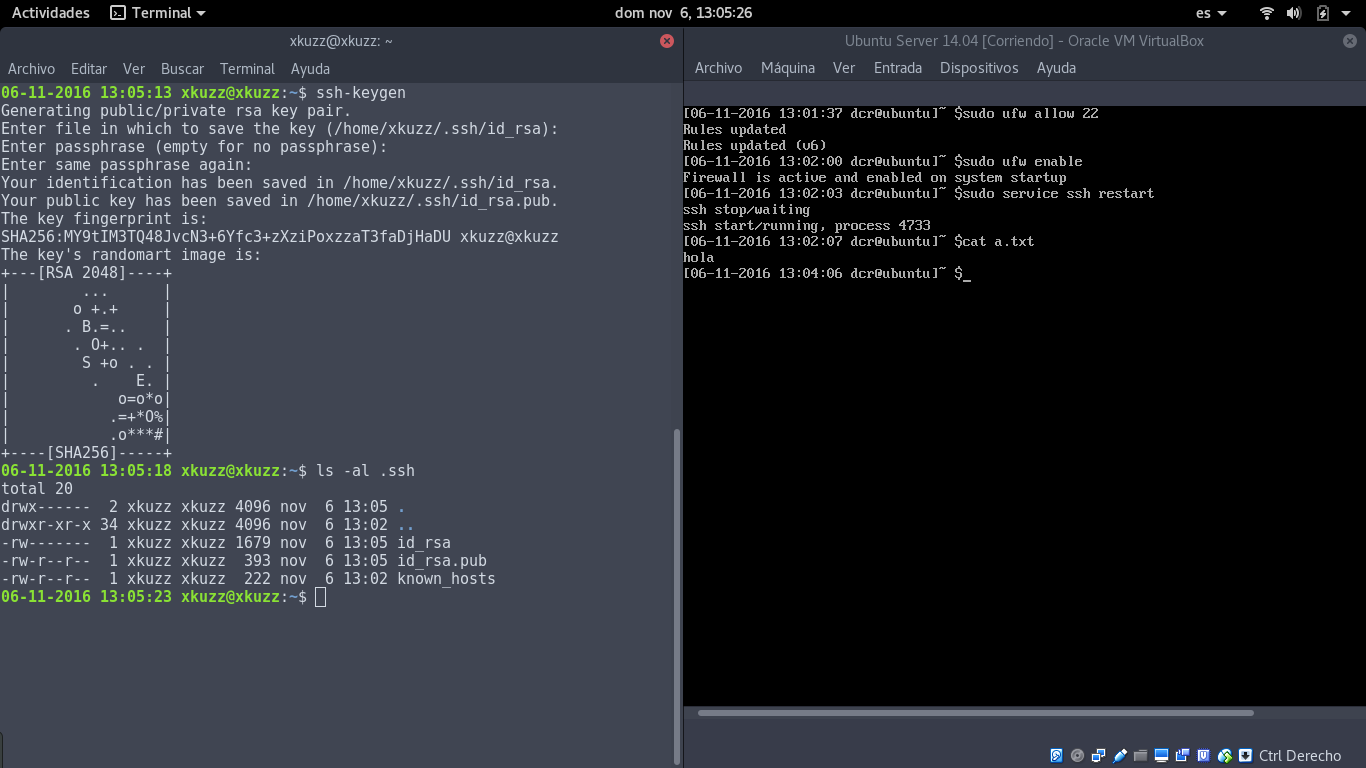 Actividades Terminal dom nov 6, 13:05:26 es
xkuzz@xkuzz: ~
Archivo Editar Ver Buscar Terminal Ayuda
06-11-2016 13:05:13 xkuzz@xkuzz:~$ ssh-keygen
Generating public/private rsa key pair.
Enter file in which to save the key (/home/xkuzz/.ssh/id_rsa):
Enter passphrase (empty for no passphrase):
Enter same passphrase again:
Your identification has been saved in /home/xkuzz/.ssh/id_rsa.
Your public key has been saved in /home/xkuzz/.ssh/id_rsa.pub.
The key fingerprint is:
SHA256:MY9tIM3TQ48JvcN3+6Yfc3+zXziPoxzzaT3faDjHaDU xkuzz@xkuzz
The key's randomart image is:
+---[RSA 2048]----+
|        ...      |
|       o +.+     |
|      . B.=..    |
|       . O+.. .  |
|        S +o . . |
|         .    E. |
|            o=o*o|
|           .=+*O%|
|           .o***#|
+----[SHA256]-----+
06-11-2016 13:05:18 xkuzz@xkuzz:~$ ls -al .ssh
total 20
drwx------  2 xkuzz xkuzz 4096 nov  6 13:05 .
drwxr-xr-x 34 xkuzz xkuzz 4096 nov  6 13:02 ..
-rw-------  1 xkuzz xkuzz 1679 nov  6 13:05 id_rsa
-rw-r--r--  1 xkuzz xkuzz  393 nov  6 13:05 id_rsa.pub
-rw-r--r--  1 xkuzz xkuzz  222 nov  6 13:02 known_hosts
06-11-2016 13:05:23 xkuzz@xkuzz:~$
Ubuntu Server 14.04 [Corriendo] - Oracle VM VirtualBox
Archivo Máquina Ver Entrada Dispositivos Ayuda
[06-11-2016 13:01:37 dcr@ubuntu]~ $sudo ufw allow 22
Rules updated
Rules updated (v6)
[06-11-2016 13:02:00 dcr@ubuntu]~ $sudo ufw enable
Firewall is active and enabled on system startup
[06-11-2016 13:02:03 dcr@ubuntu]~ $sudo service ssh restart
ssh stop/waiting
ssh start/running, process 4733
[06-11-2016 13:02:07 dcr@ubuntu]~ $cat a.txt
hola
[06-11-2016 13:04:06 dcr@ubuntu]~ $_
Ctrl Derecho